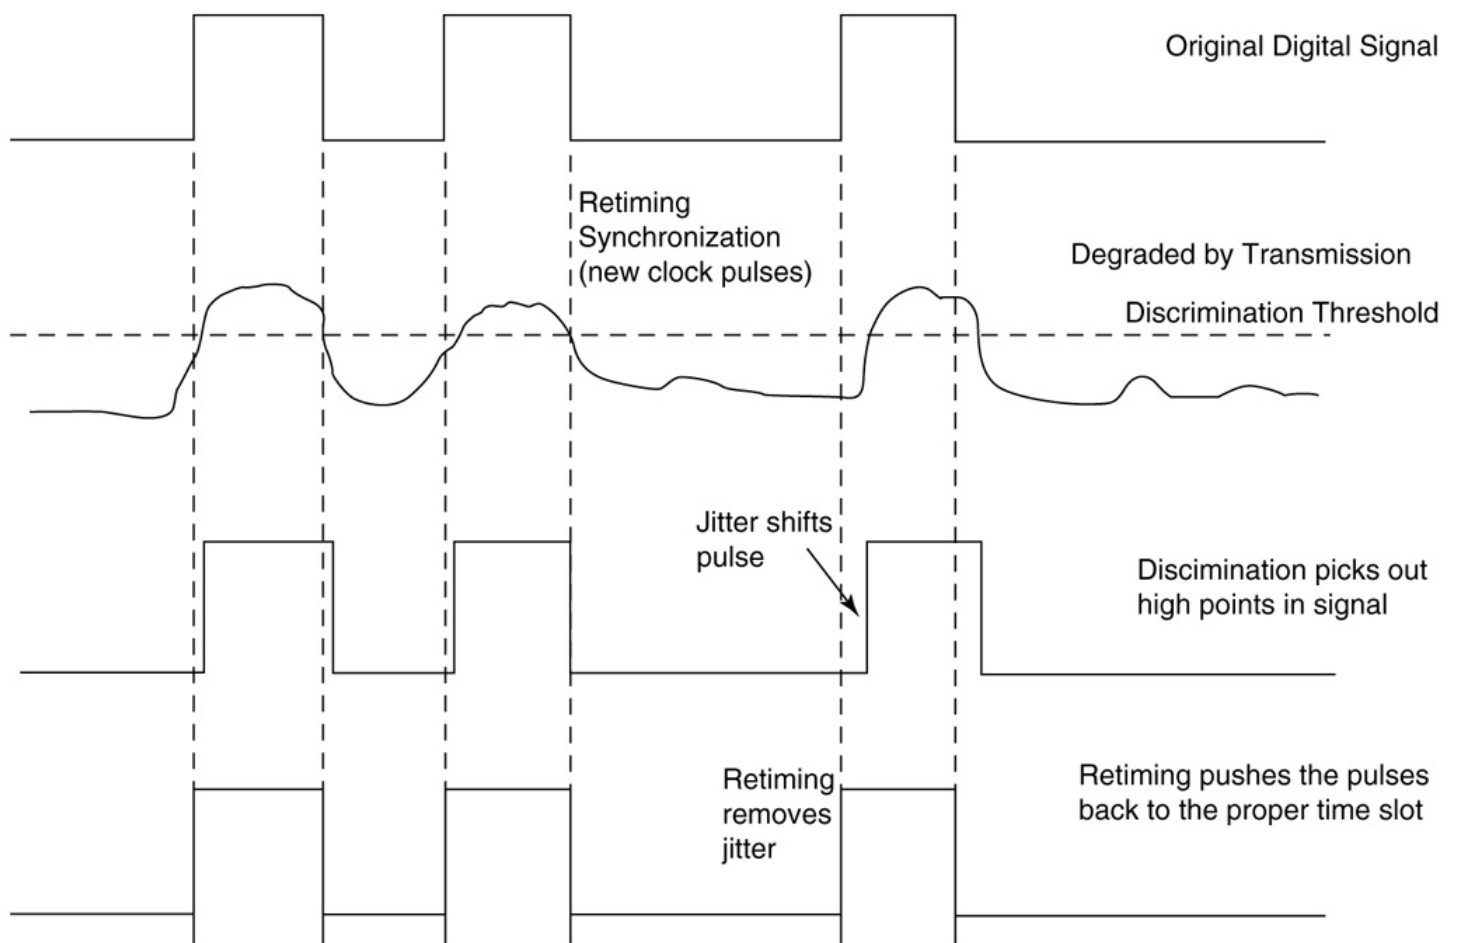 Original Digital Signal
Retiming
Synchronization
(new clock pulses)
Degraded by Transmission
Discrimination Threshold
Jitter shifts
pulse
Discimination picks out
high points in signal
Retiming
removes
jitter
Retiming pushes the pulses
back to the proper time slot